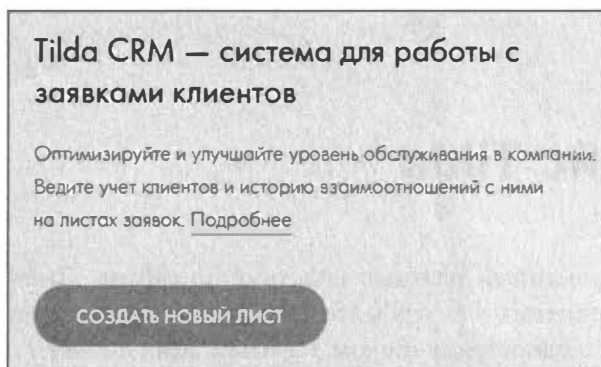 Tilda CRM — система для работы с
заявками клиентов
Оптимизируйте и улучшайте уровень обслуживания в компании.
Ведите учет клиентов и историю взаимоотношений с ними
на листах заявок. Подробнее
СОЗДАТЬ НОВЫЙ ЛИСТ